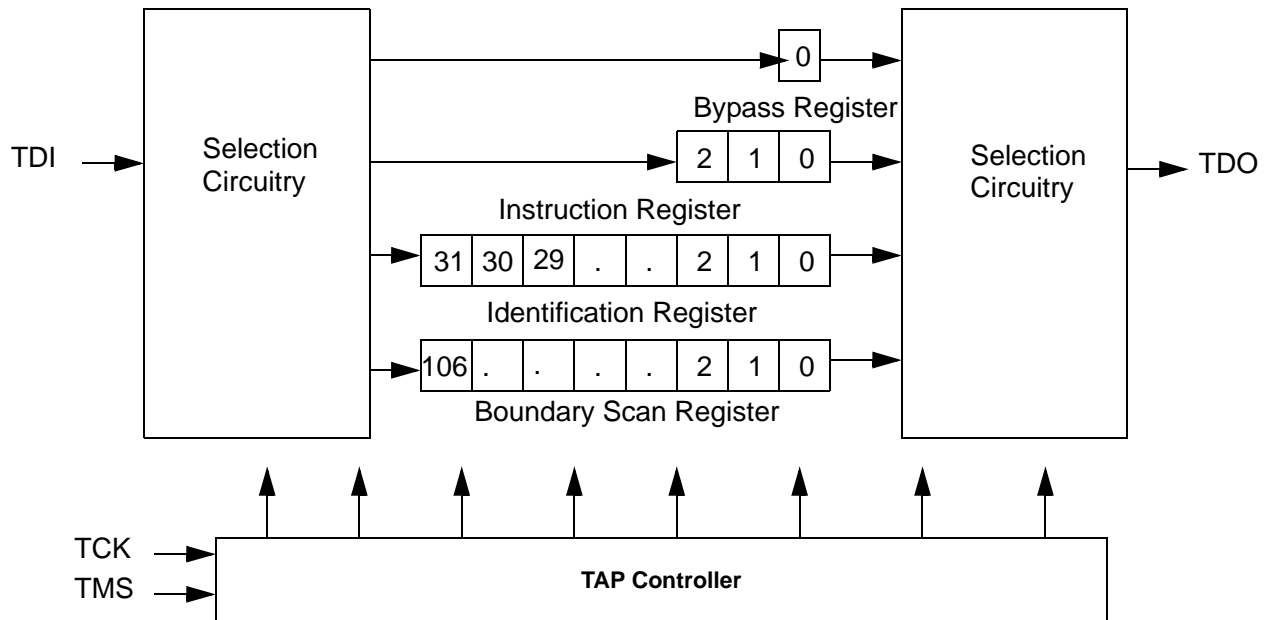 0
Bypass Register
TDI
Selection
Circuitry
2 1 0
Selection
Circuitry
TDO
Instruction Register
31 30 29 . . 2 1 0
Identification Register
106 . . . . 2 1 0
Boundary Scan Register
TCK
TMS
TAP Controller